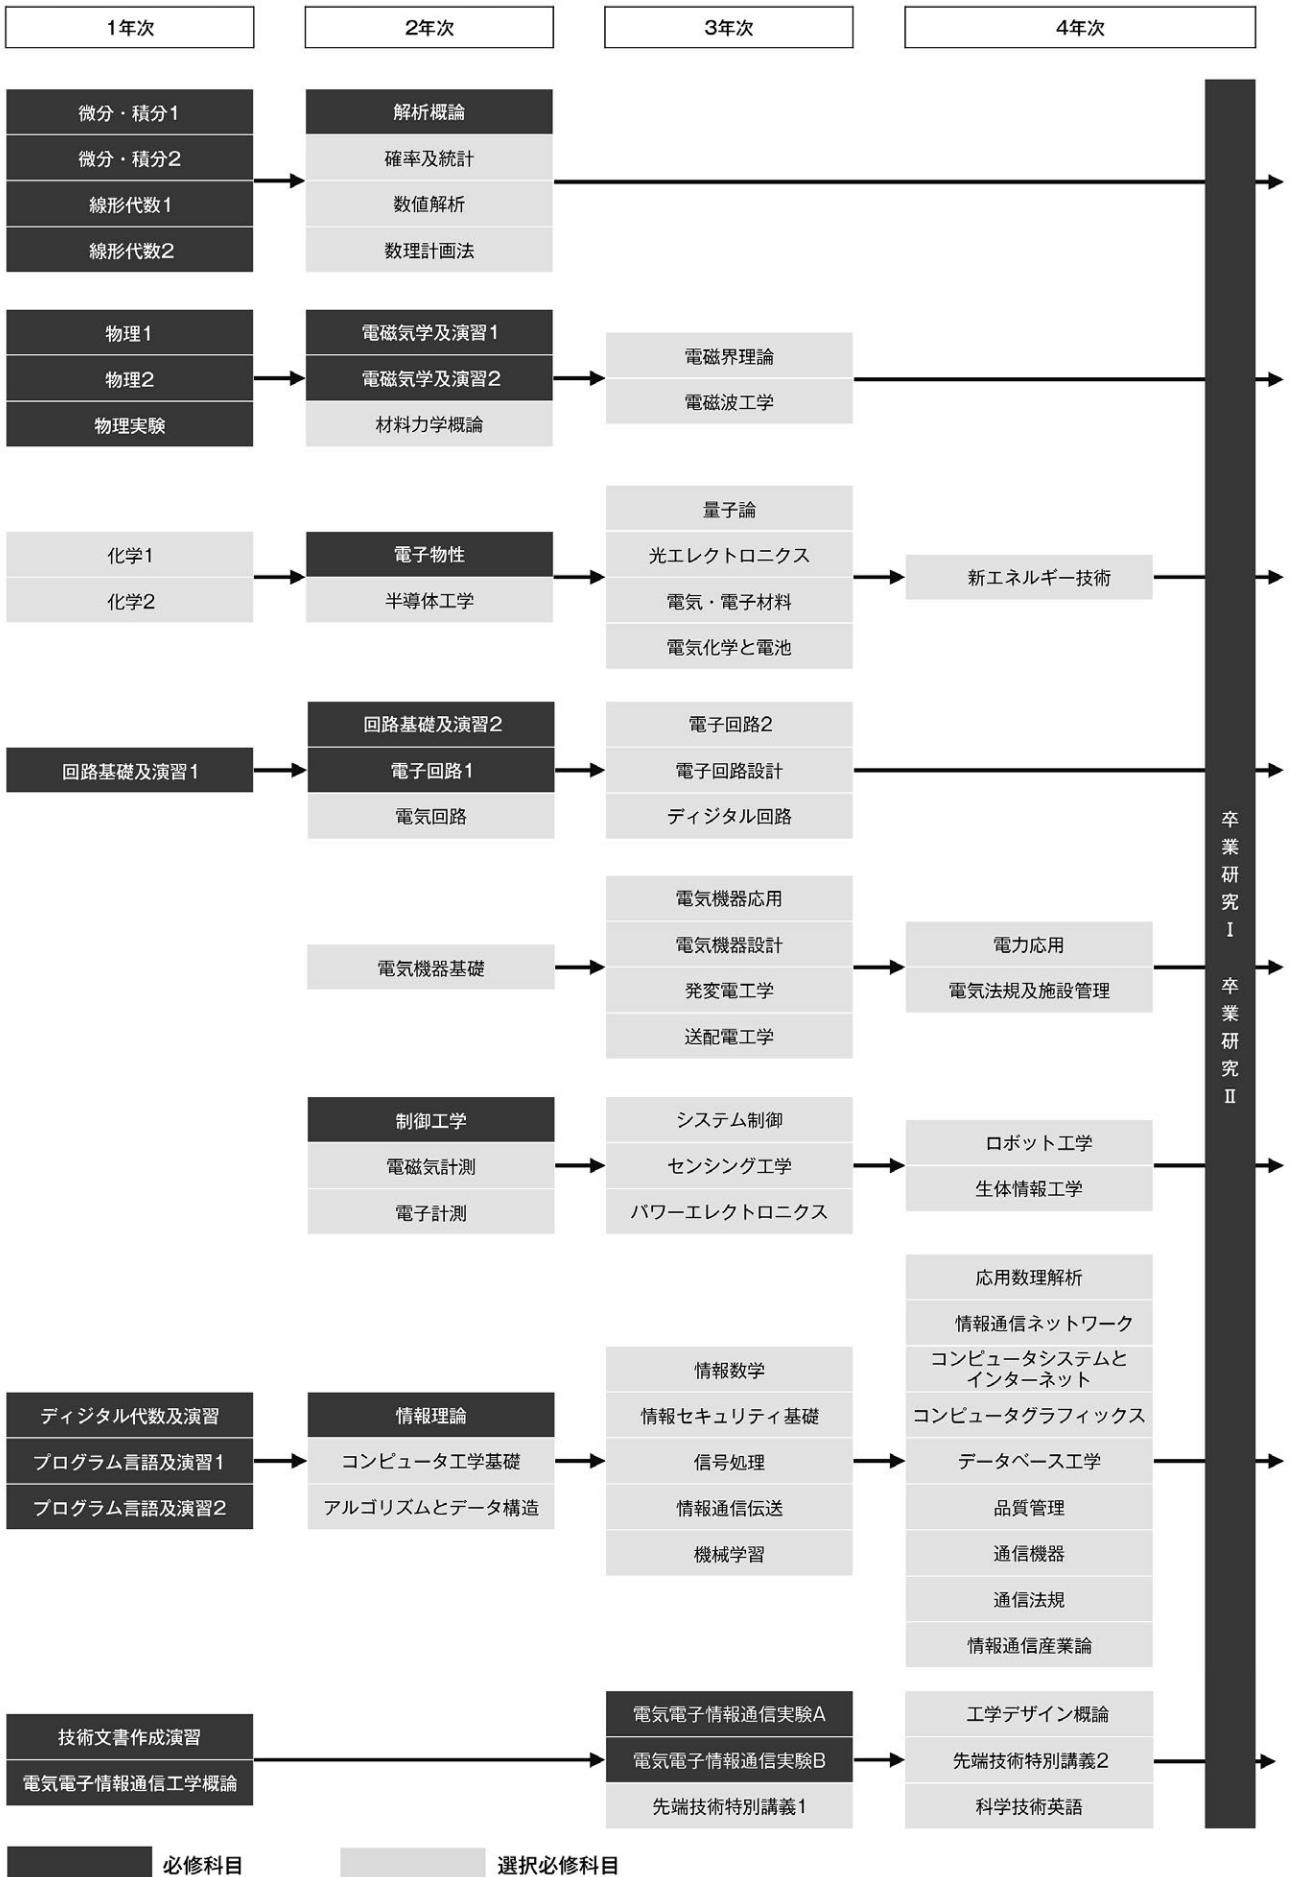 1年次
2年次
3年次
4年次
微分・積分1
微分・積分2
線形代数1
線形代数2
解析概論
確率及統計
数値解析
数理計画法
物理1
物理2
物理実験
電磁気学及演習1
電磁気学及演習2
材料力学概論
電磁界理論
電磁波工学
化学1
化学2
電子物性
半導体工学
量子論
光エレクトロニクス
電気・電子材料
電気化学と電池
新エネルギー技術
回路基礎及演習1
回路基礎及演習2
電子回路1
電気回路
電子回路2
電子回路設計
ディジタル回路
電気機器基礎
電気機器応用
電気機器設計
発変電工学
送配電工学
電力応用
電気法規及施設管理
制御工学
電磁気計測
電子計測
システム制御
センシング工学
パワーエレクトロニクス
ロボット工学
生体情報工学
ディジタル代数及演習
プログラム言語及演習1
プログラム言語及演習2
情報理論
コンピュータ工学基礎
アルゴリズムとデータ構造
情報数学
情報セキュリティ基礎
信号処理
情報通信伝送
機械学習
応用数理解析
情報通信ネットワーク
コンピュータシステムと
インターネット
コンピュータグラフィックス
データベース工学
品質管理
通信機器
通信法規
情報通信産業論
技術文書作成演習
電気電子情報通信工学概論
電気電子情報通信実験A
電気電子情報通信実験B
先端技術特別講義1
工学デザイン概論
先端技術特別講義2
科学技術英語
卒業研究Ⅰ 卒業研究Ⅱ
必修科目
選択必修科目